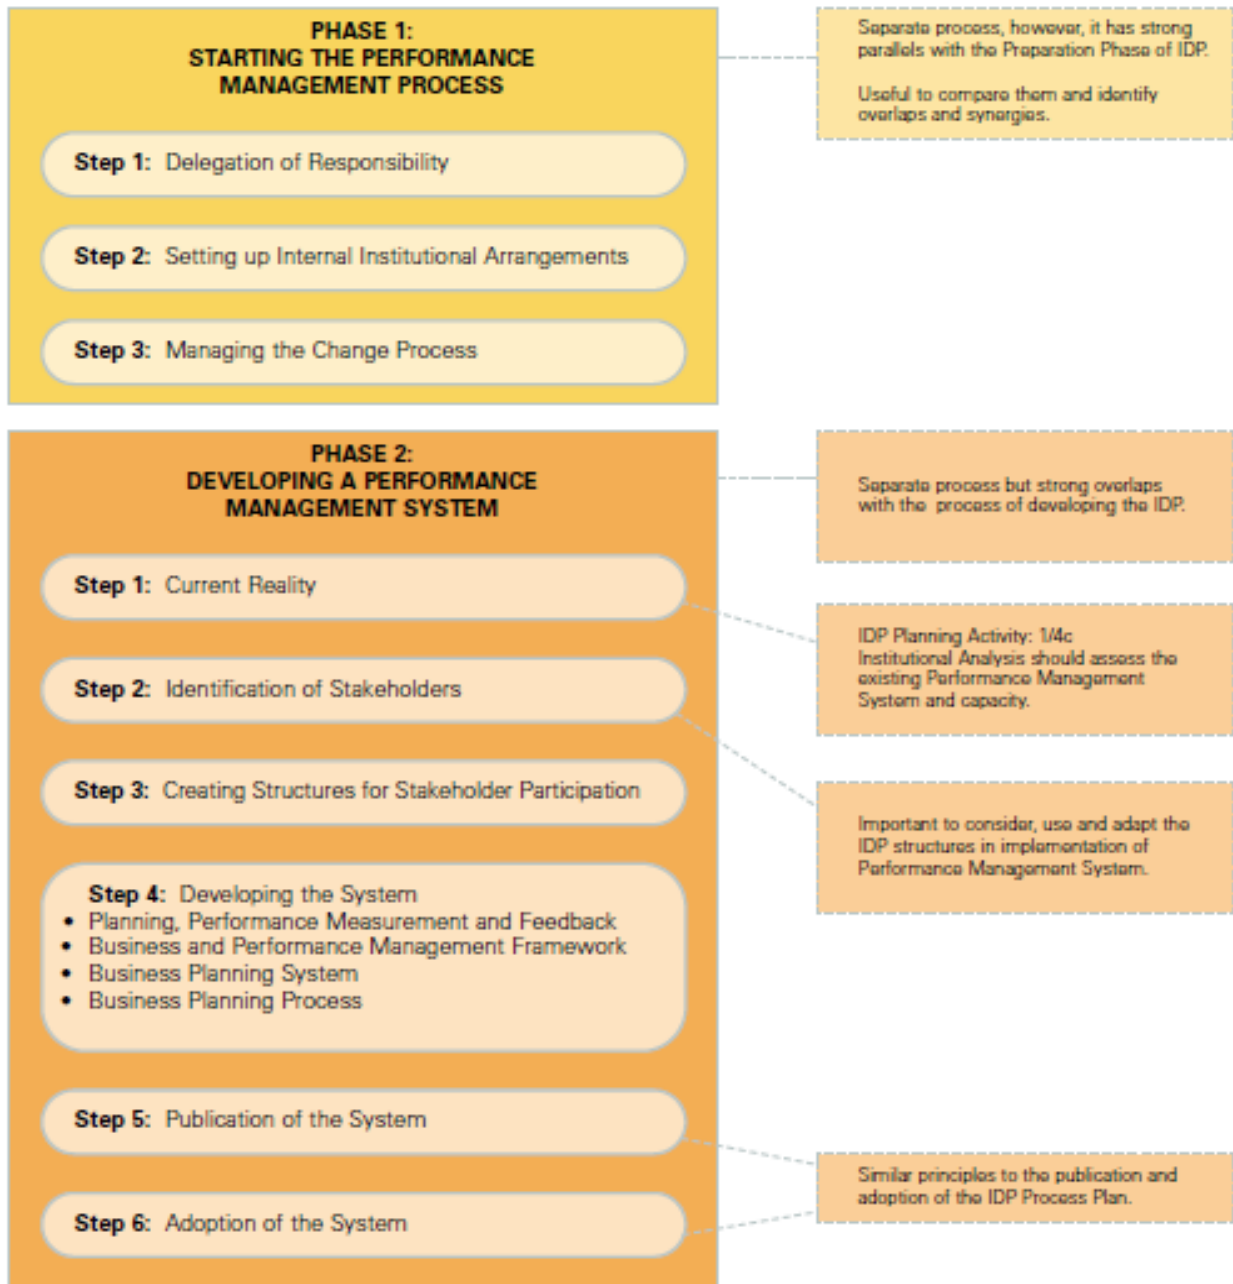 PHASE 1:
STARTING THE PERFORMANCE
MANAGEMENT PROCESS
Step 1: Delegation of Responsibility
Step 2: Setting up Internal Institutional Arrangements
Step 3: Managing the Change Process
Separate process, however, it has strong
parallels with the Preparation Phase of IDP.
Useful to compare them and identify
overlaps and synergies.
PHASE 2:
DEVELOPING A PERFORMANCE
MANAGEMENT SYSTEM
Step 1: Current Reality
Step 2: Identification of Stakeholders
Step 3: Creating Structures for Stakeholder Participation
Step 4: Developing the System
• Planning, Performance Measurement and Feedback
• Business and Performance Management Framework
• Business Planning System
• Business Planning Process
Step 5: Publication of the System
Step 6: Adoption of the System
Separate process but strong overlaps
with the process of developing the IDP.
IDP Planning Activity: 1/4c
Institutional Analysis should assess the
existing Performance Management
System and capacity.
Important to consider, use and adapt the
IDP structures in implementation of
Performance Management System.
Similar principles to the publication and
adoption of the IDP Process Plan.